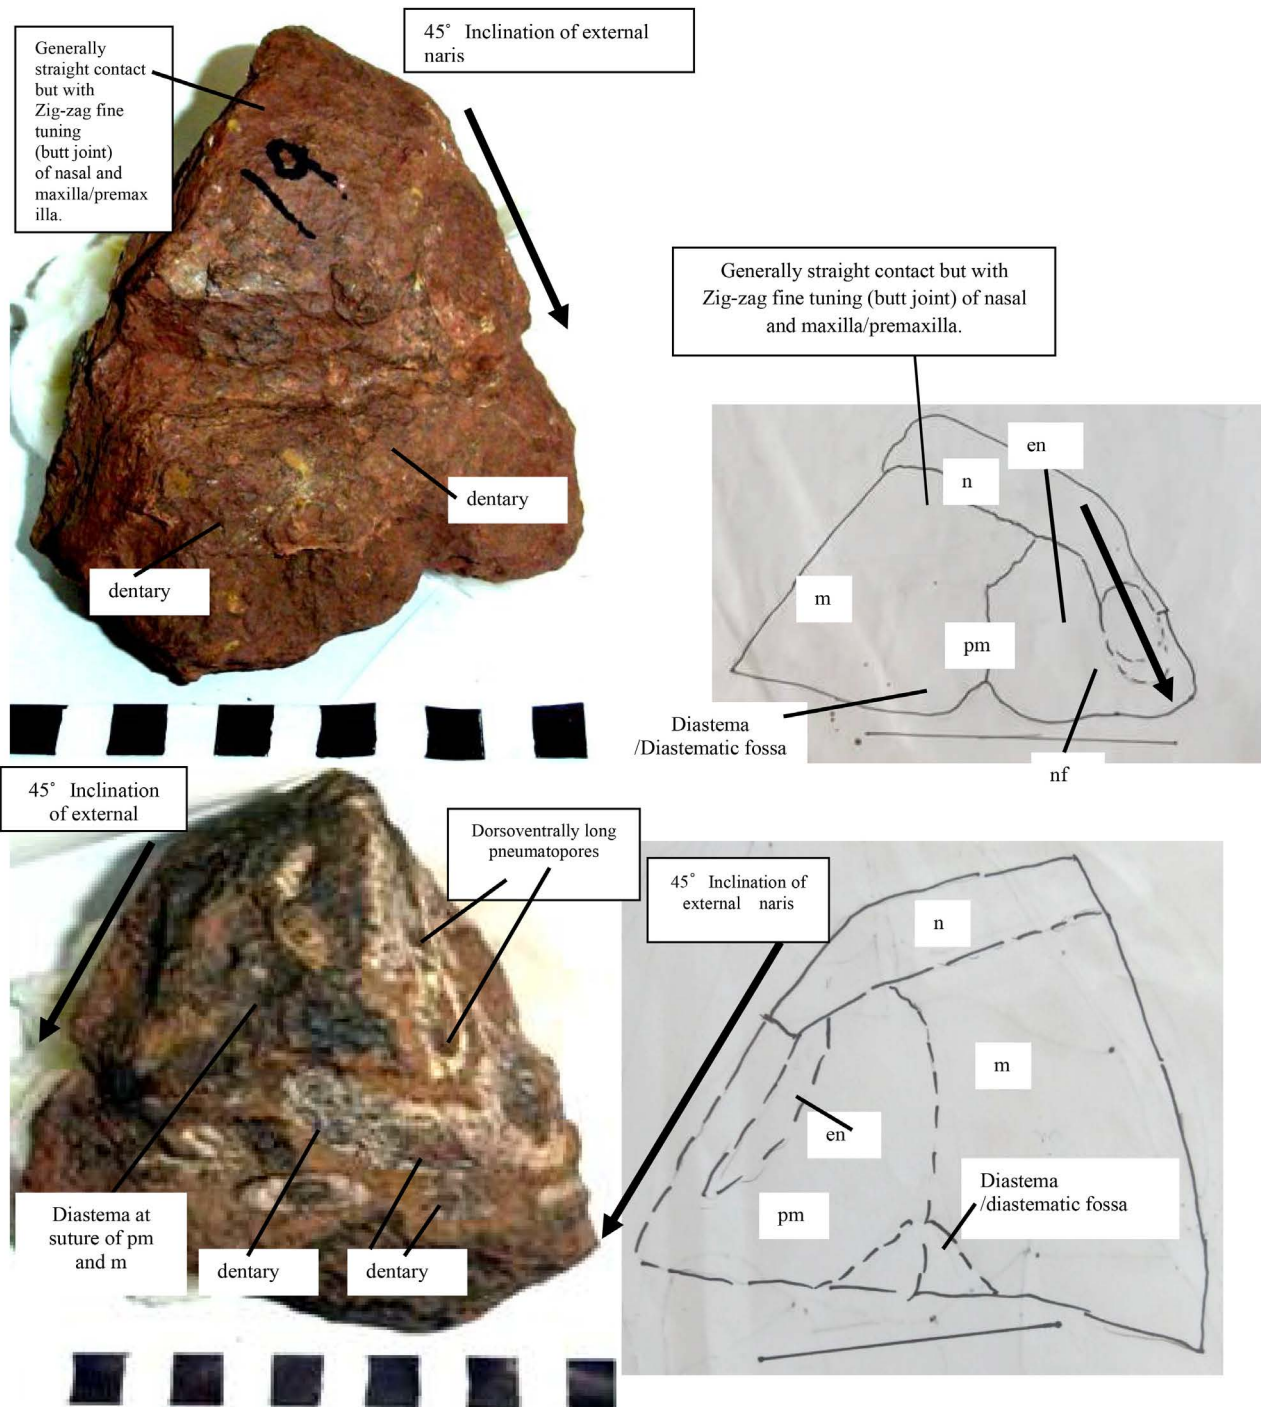 Generally
straight contact
but with
Zig-zag fine
tuning
(butt joint)
of nasal and
maxilla/premax
illa.
45° Inclination of external
naris
19
dentary
dentary
Generally straight contact but with
Zig-zag fine tuning (butt joint) of nasal
and maxilla/premaxilla.
en
n
m
pm
Diastema
/Diastematic fossa
nf
45° Inclination
of external
Dorsoventrally long
pneumatopores
45° Inclination of
external naris
Diastema at
suture of pm
and m
dentary
dentary
n
m
en
pm
Diastema
/diastematic fossa